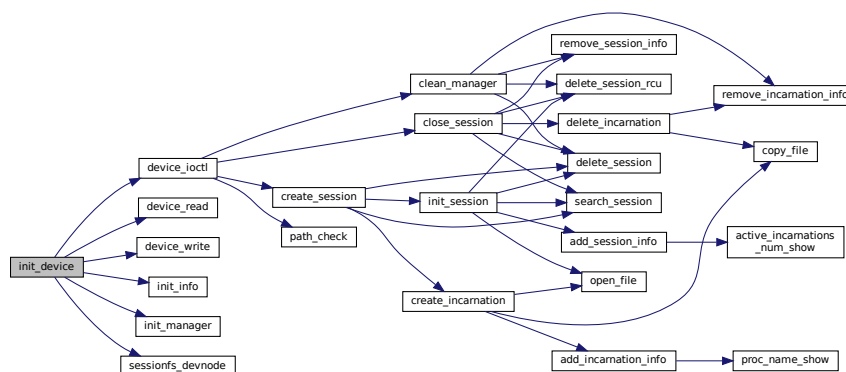 init_device
device_ioctl
device_read
device_write
init_info
init_manager
sessionfs_devnode
clean_manager
close_session
create_session
path_check
init_session
create_incarnation
remove_session_info
delete_session_rcu
delete_incarnation
delete_session
search_session
add_session_info
open_file
add_incarnation_info
remove_incarnation_info
copy_file
active_incarnations
_num_show
proc_name_show